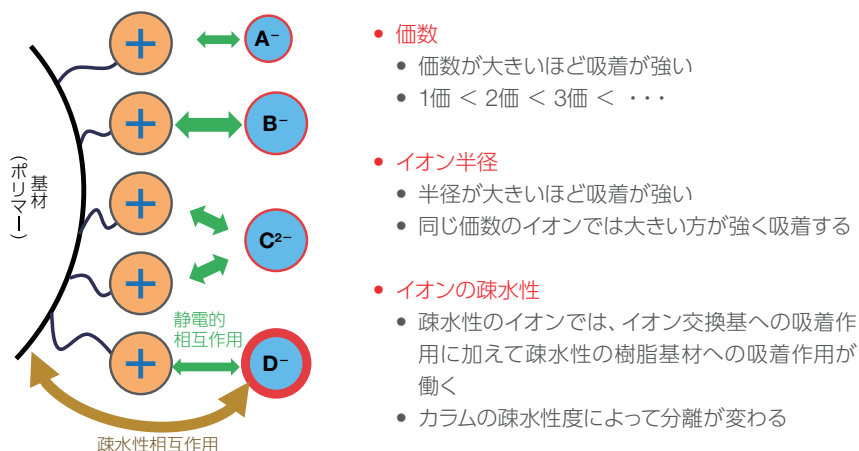 A⁻
B⁻
C²⁻
D⁻
基材
(ポリマー)
静電的
相互作用
疎水性相互作用
• 価数
• 価数が大きいほど吸着が強い
• 1価 < 2価 < 3価 < ・・・
• イオン半径
• 半径が大きいほど吸着が強い
• 同じ価数のイオンでは大きい方が強く吸着する
• イオンの疎水性
• 疎水性のイオンでは、イオン交換基への吸着作
用に加えて疎水性の樹脂基材への吸着作用が
働く
• カラムの疎水性度によって分離が変わる